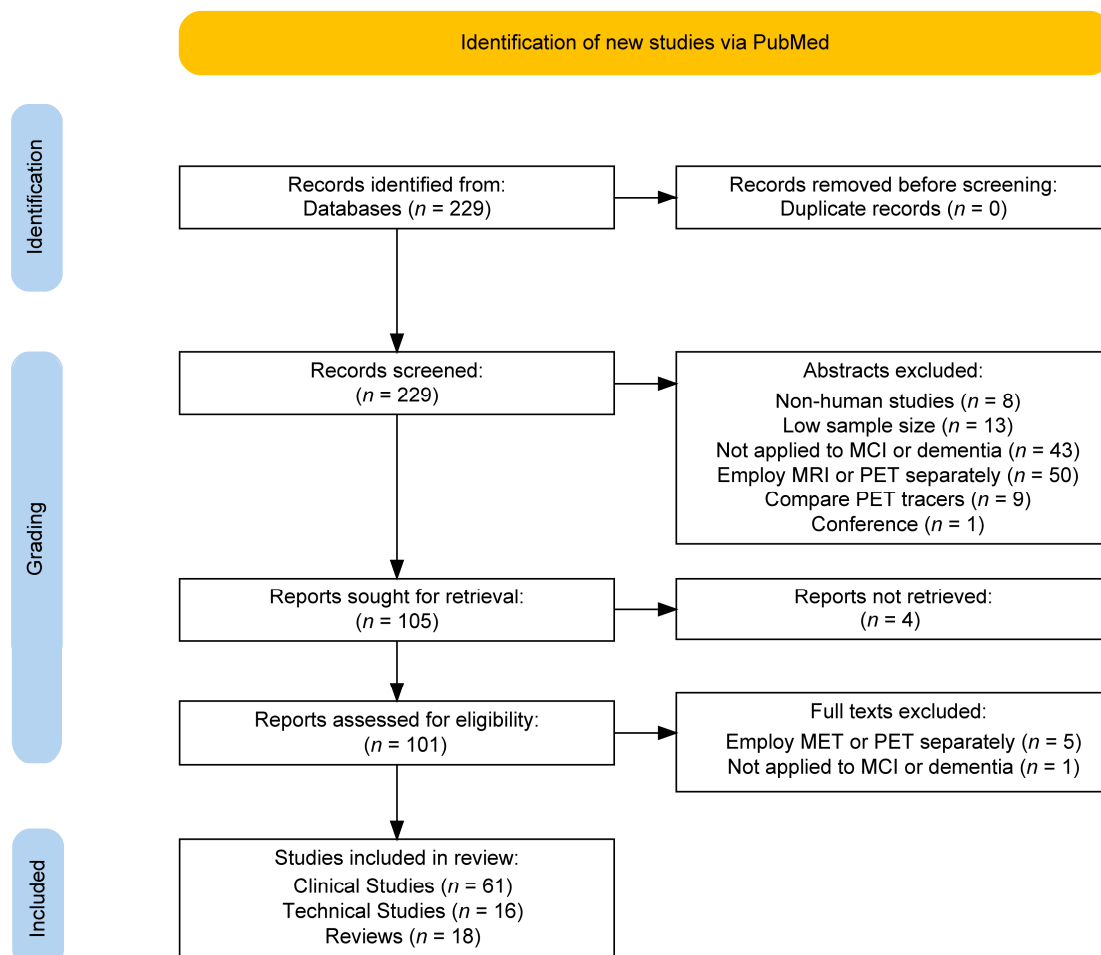 Identification of new studies via PubMed
Identification
Records identified from:
Databases (n = 229)
Records removed before screening:
Duplicate records (n = 0)
Grading
Records screened:
(n = 229)
Abstracts excluded:
Non-human studies (n = 8)
Low sample size (n = 13)
Not applied to MCI or dementia (n = 43)
Employ MRI or PET separately (n = 50)
Compare PET tracers (n = 9)
Conference (n = 1)
Reports sought for retrieval:
(n = 105)
Reports not retrieved:
(n = 4)
Reports assessed for eligibility:
(n = 101)
Full texts excluded:
Employ MET or PET separately (n = 5)
Not applied to MCI or dementia (n = 1)
Included
Studies included in review:
Clinical Studies (n = 61)
Technical Studies (n = 16)
Reviews (n = 18)